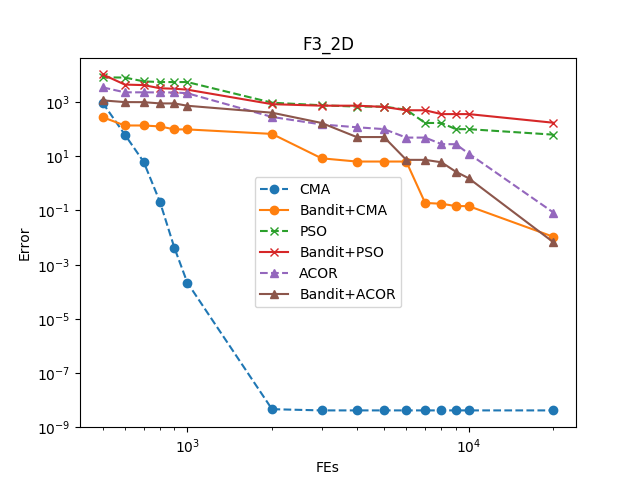 F3_2D
Error
10^3
10^1
10^-1
10^-3
10^-5
10^-7
10^-9
CMA
Bandit+CMA
PSO
Bandit+PSO
ACOR
Bandit+ACOR
10^3
10^4
FEs